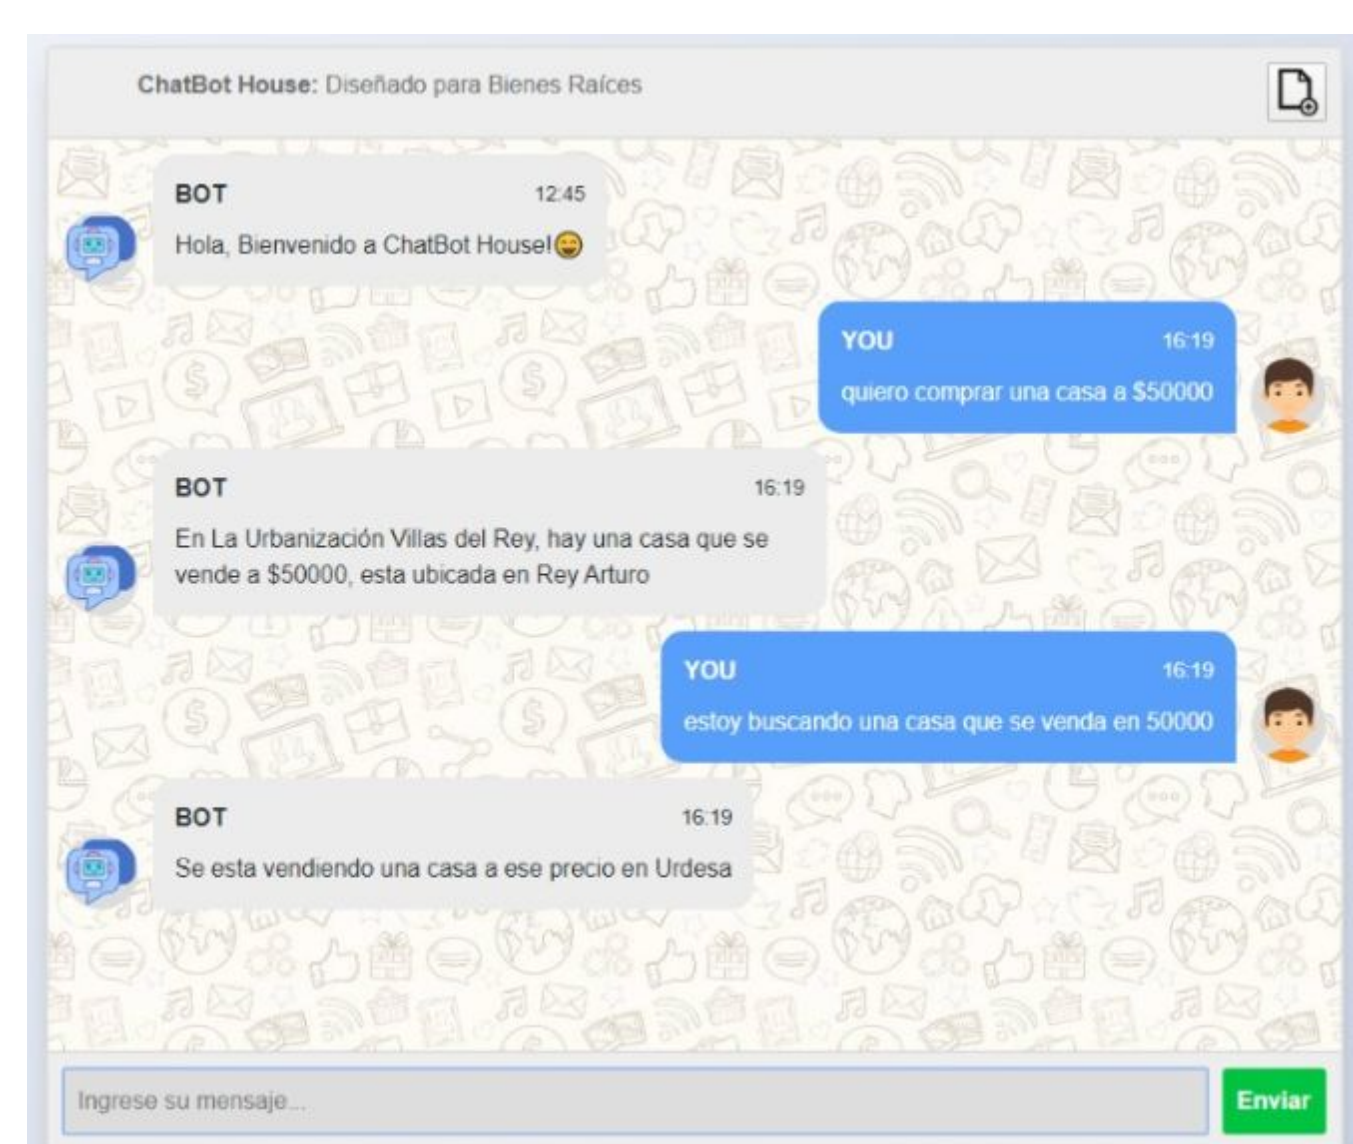 ChatBot House: Diseñado para Bienes Raíces
BOT 12:45
Hola, Bienvenido a ChatBot House!😄
YOU 16:19
quiero comprar una casa a $50000
BOT 16:19
En La Urbanización Villas del Rey, hay una casa que se
vende a $50000, esta ubicada en Rey Arturo
YOU 16:19
estoy buscando una casa que se venda en 50000
BOT 16:19
Se esta vendiendo una casa a ese precio en Urdesa
Ingrese su mensaje... Enviar